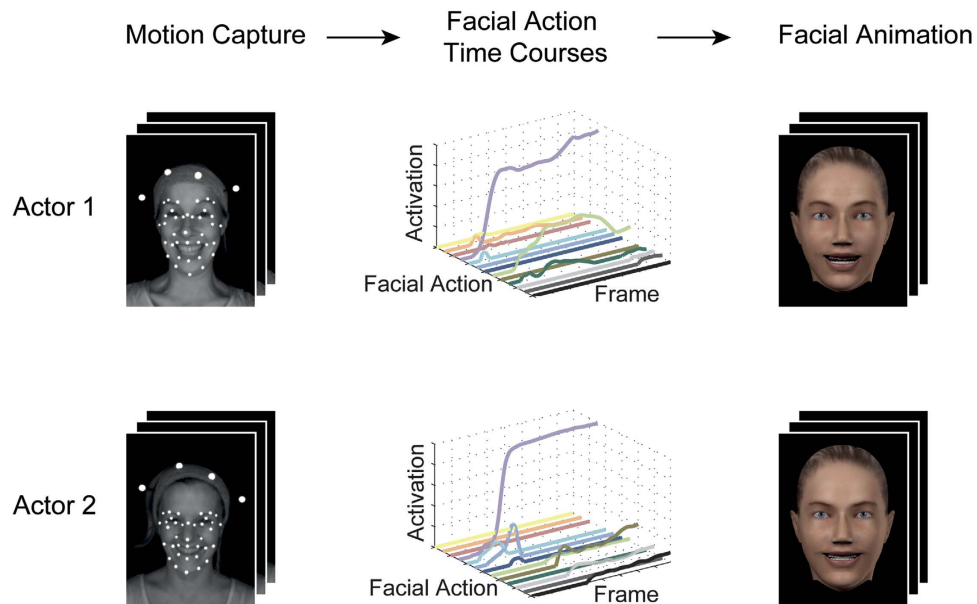 Motion Capture
Facial Action
Time Courses
Facial Animation
Actor 1
Activation
Facial Action
Frame
Actor 2
Activation
Facial Action
Frame